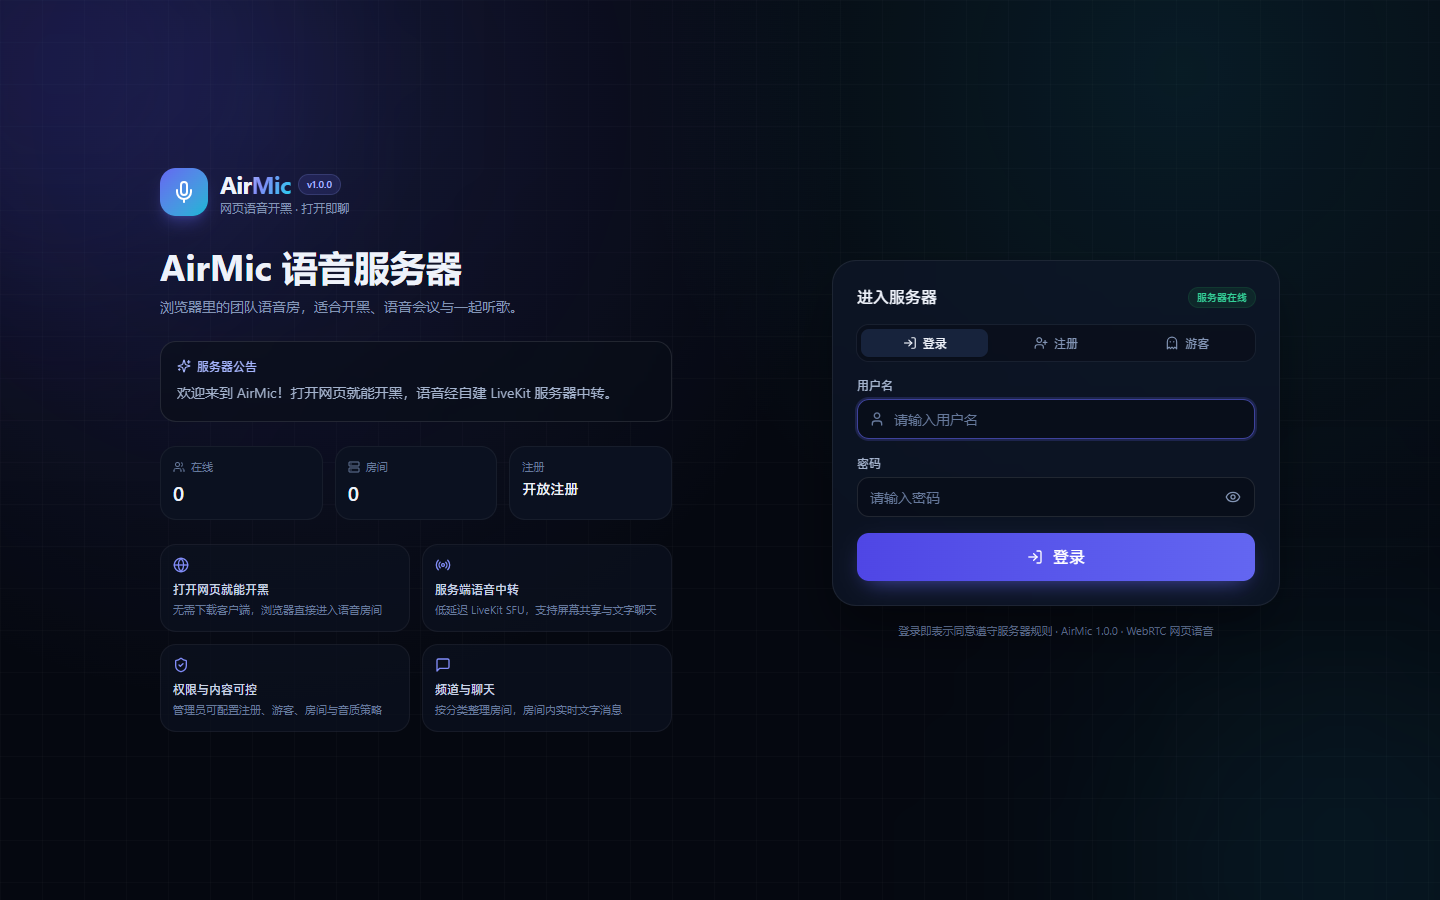 AirMic v1.0.0
网页语音开黑 · 打开即聊
AirMic 语音服务器
浏览器里的团队语音房，适合开黑、语音会议与一起听歌。
服务器公告
欢迎来到 AirMic！打开网页就能开黑，语音经自建 LiveKit 服务器中转。
在线
0
房间
0
注册
开放注册
打开网页就能开黑
无需下载客户端，浏览器直接进入语音房间
服务端语音中转
低延迟 LiveKit SFU，支持屏幕共享与文字聊天
权限与内容可控
管理员可配置注册、游客、房间与音质策略
频道与聊天
按分类整理房间，房间内实时文字消息
进入服务器
服务器在线
登录
注册
游客
用户名
请输入用户名
密码
请输入密码
登录
登录即表示同意遵守服务器规则 · AirMic 1.0.0 · WebRTC 网页语音